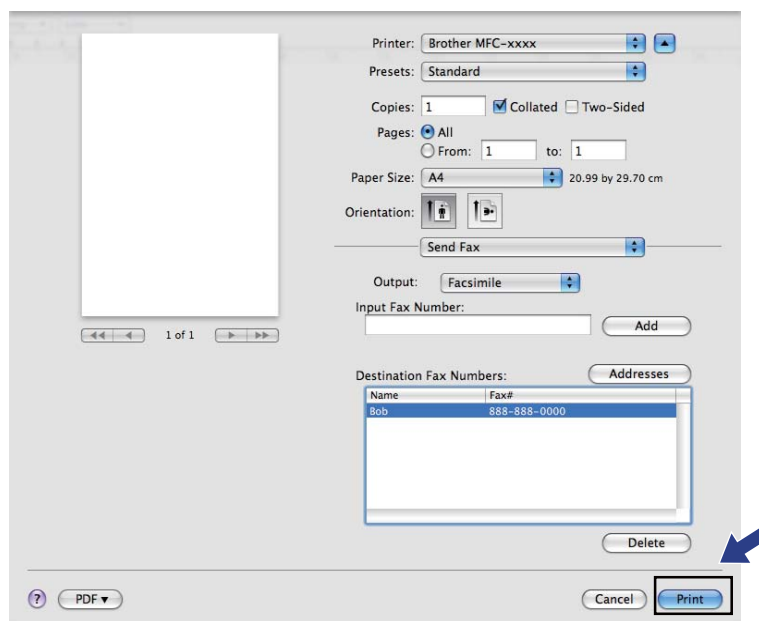 Printer: Brother MFC-xxxx
Presets: Standard
Copies: 1 Collated Two-Sided
Pages: All
From: 1 to: 1
Paper Size: A4 20.99 by 29.70 cm
Orientation:
Send Fax
Output: Facsimile
Input Fax Number:
Add
1 of 1
Destination Fax Numbers: Addresses
Name Fax#
Bob 888-888-0000
Delete
? PDF▼ Cancel Print